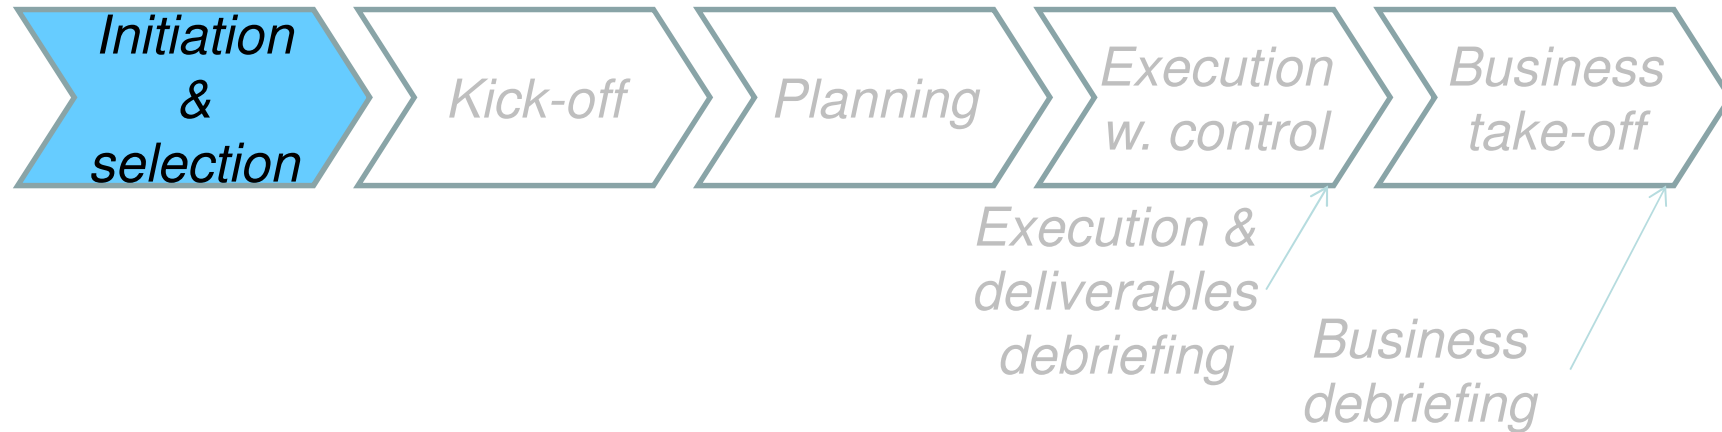 Initiation
&
selection
Kick-off
Planning
Execution
w. control
Business
take-off
Execution &
deliverables
debriefing
Business
debriefing